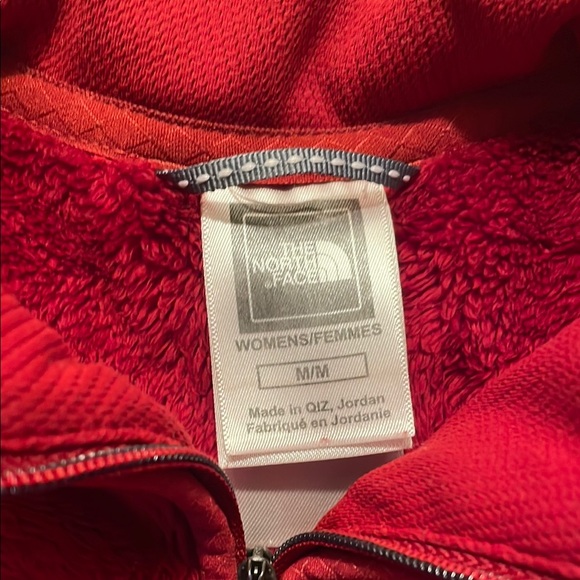 THE
NORTH
FACE
WOMENS/FEMMES
M/M
Made in QIZ, Jordan
Fabriqué en Jordanie